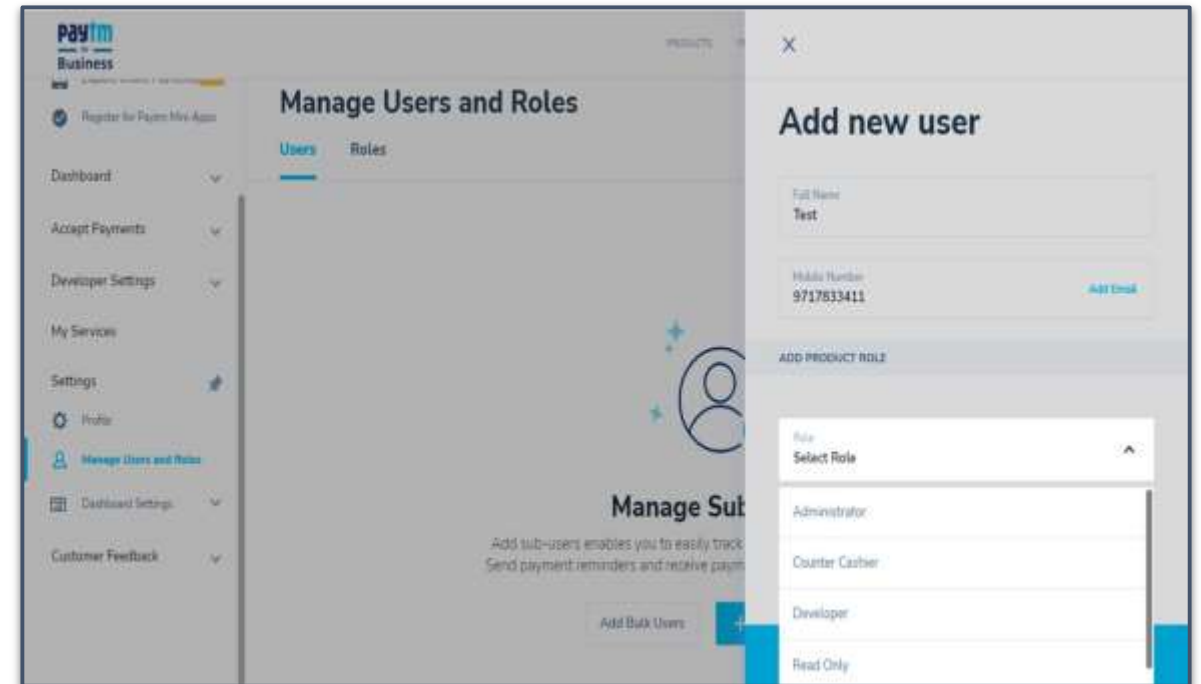 paytm
Business
PRODUCTS
Register for Paytm Mini Apps
Dashboard
Accept Payments
Developer Settings
My Services
Settings
Profile
Manage Users and Roles
Dashboard Settings
Customer Feedback
Manage Users and Roles
Users Roles
Manage Sub
Add sub-users enables you to easily track
Send payment reminders and receive paym
Add Bulk Users +
Add new user
Full Name
Test
Mobile Number
9717833411 Add Email
ADD PRODUCT ROLE
Role
Select Role
Administrator
Counter Cashier
Developer
Read Only